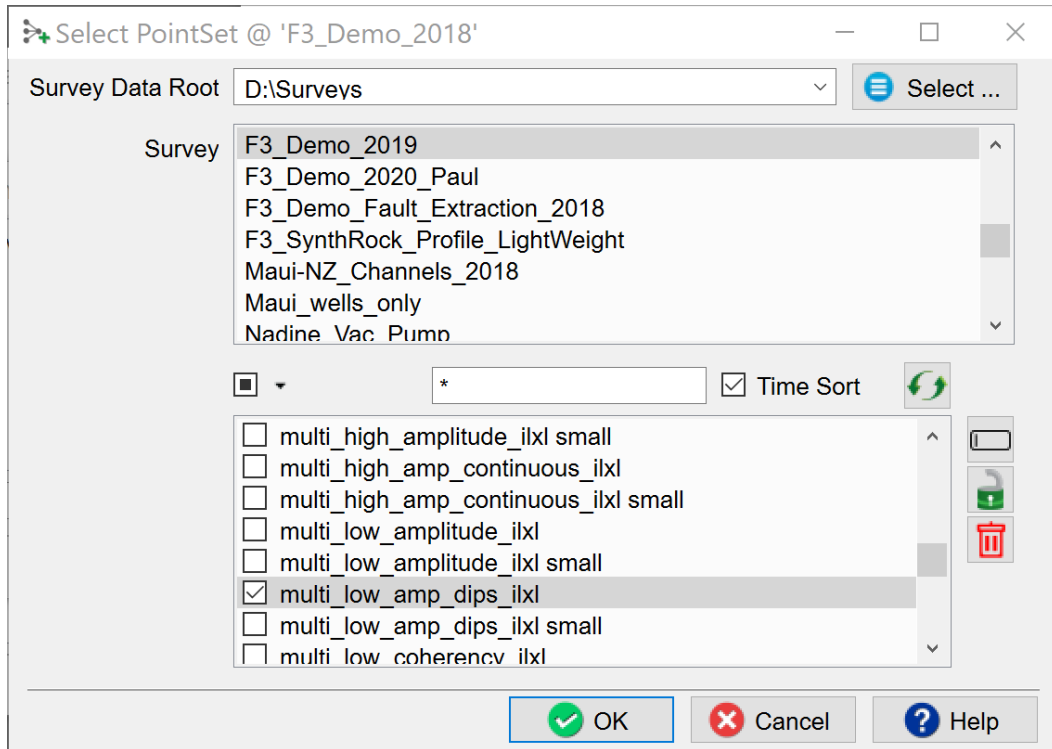 Select PointSet @ 'F3_Demo_2018'
Survey Data Root D:\Surveys Select ...
Survey
F3_Demo_2019
F3_Demo_2020_Paul
F3_Demo_Fault_Extraction_2018
F3_SynthRock_Profile_LightWeight
Maui-NZ_Channels_2018
Maui_wells_only
Nadine_Vac_Pump
* Time Sort
multi_high_amplitude_ilxl small
multi_high_amp_continuous_ilxl
multi_high_amp_continuous_ilxl small
multi_low_amplitude_ilxl
multi_low_amplitude_ilxl small
multi_low_amp_dips_ilxl
multi_low_amp_dips_ilxl small
multi_low_coherency_ilxl
OK Cancel Help